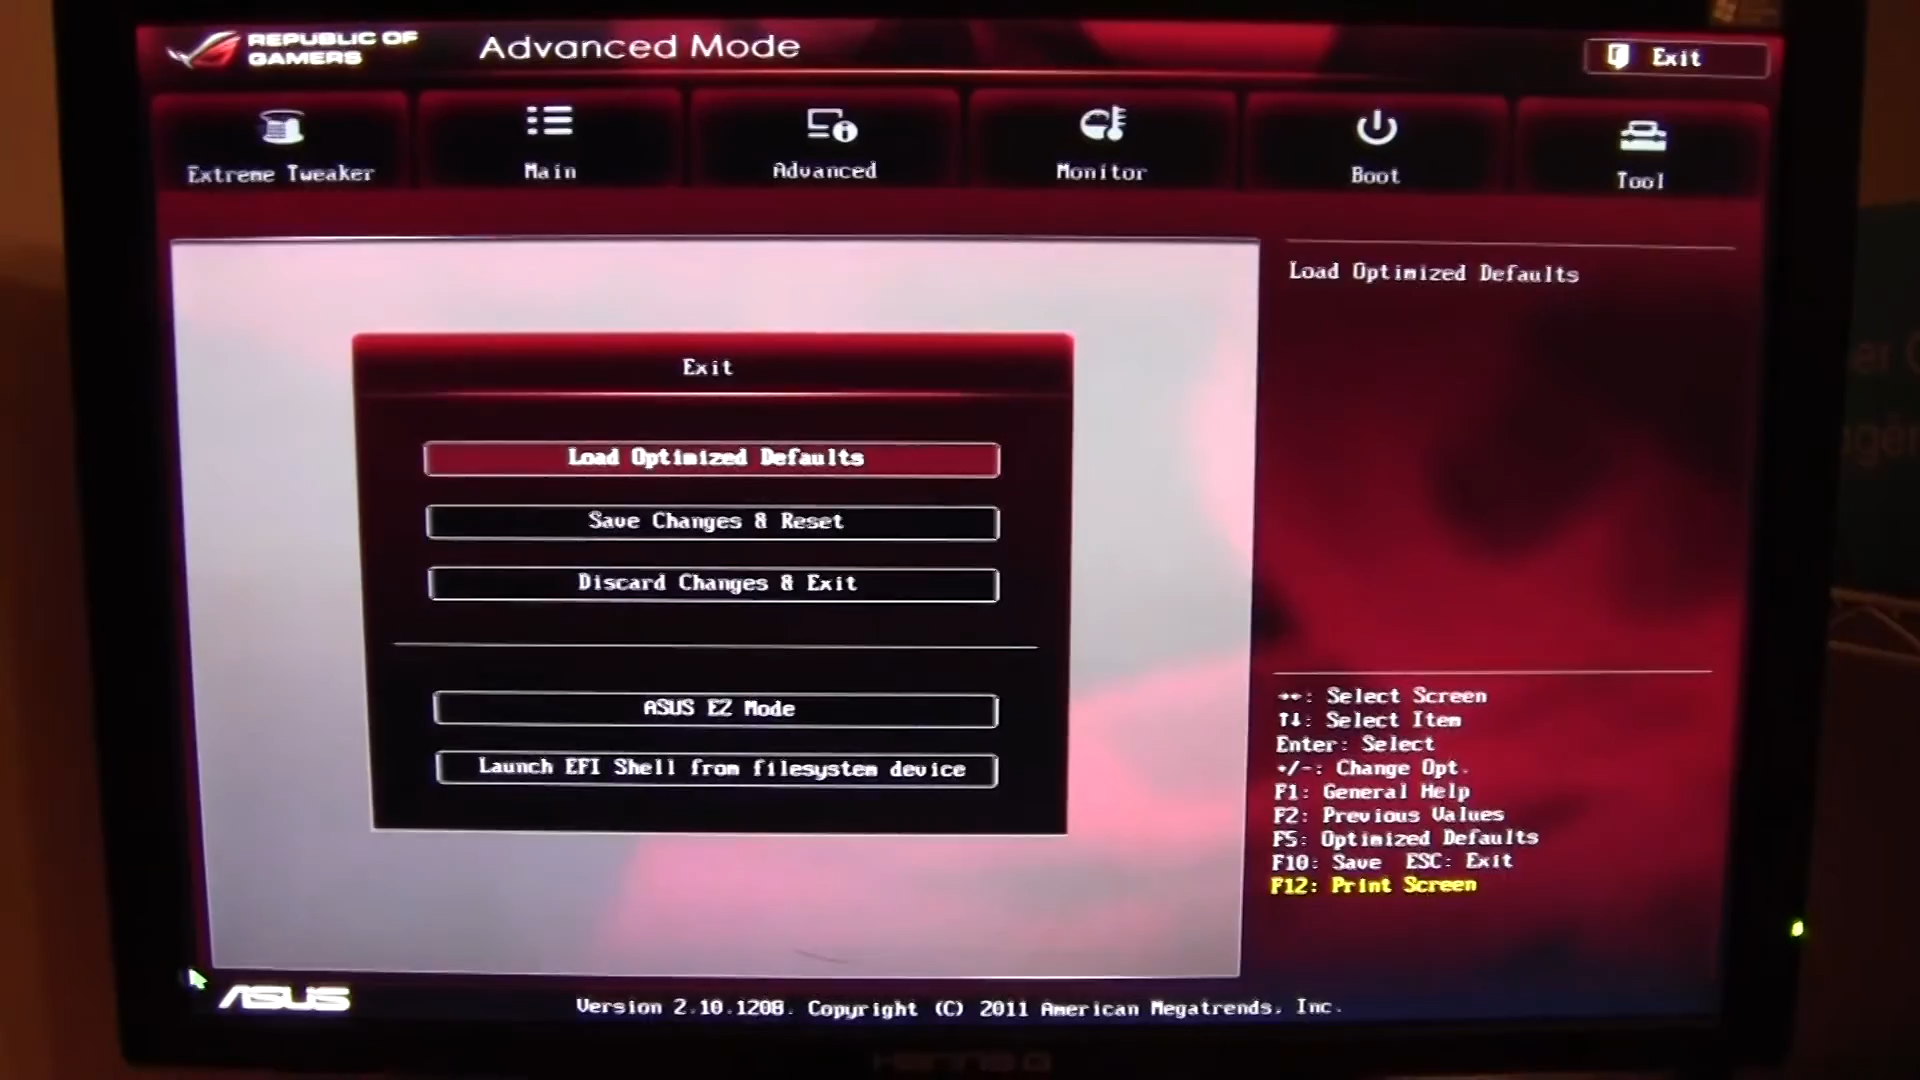 REPUBLIC OF
GAMERS
Advanced Mode
Exit
Extreme Tweaker
Main
Advanced
Monitor
Boot
Tool
Load Optimized Defaults
Exit
Load Optimized Defaults
Save Changes & Reset
Discard Changes & Exit
ASUS EZ Mode
Launch EFI Shell from filesystem device
→←: Select Screen
↑↓: Select Item
Enter: Select
+/-: Change Opt.
F1: General Help
F2: Previous Values
F5: Optimized Defaults
F10: Save ESC: Exit
F12: Print Screen
ASUS
Version 2.10.1208. Copyright (C) 2011 American Megatrends, Inc.